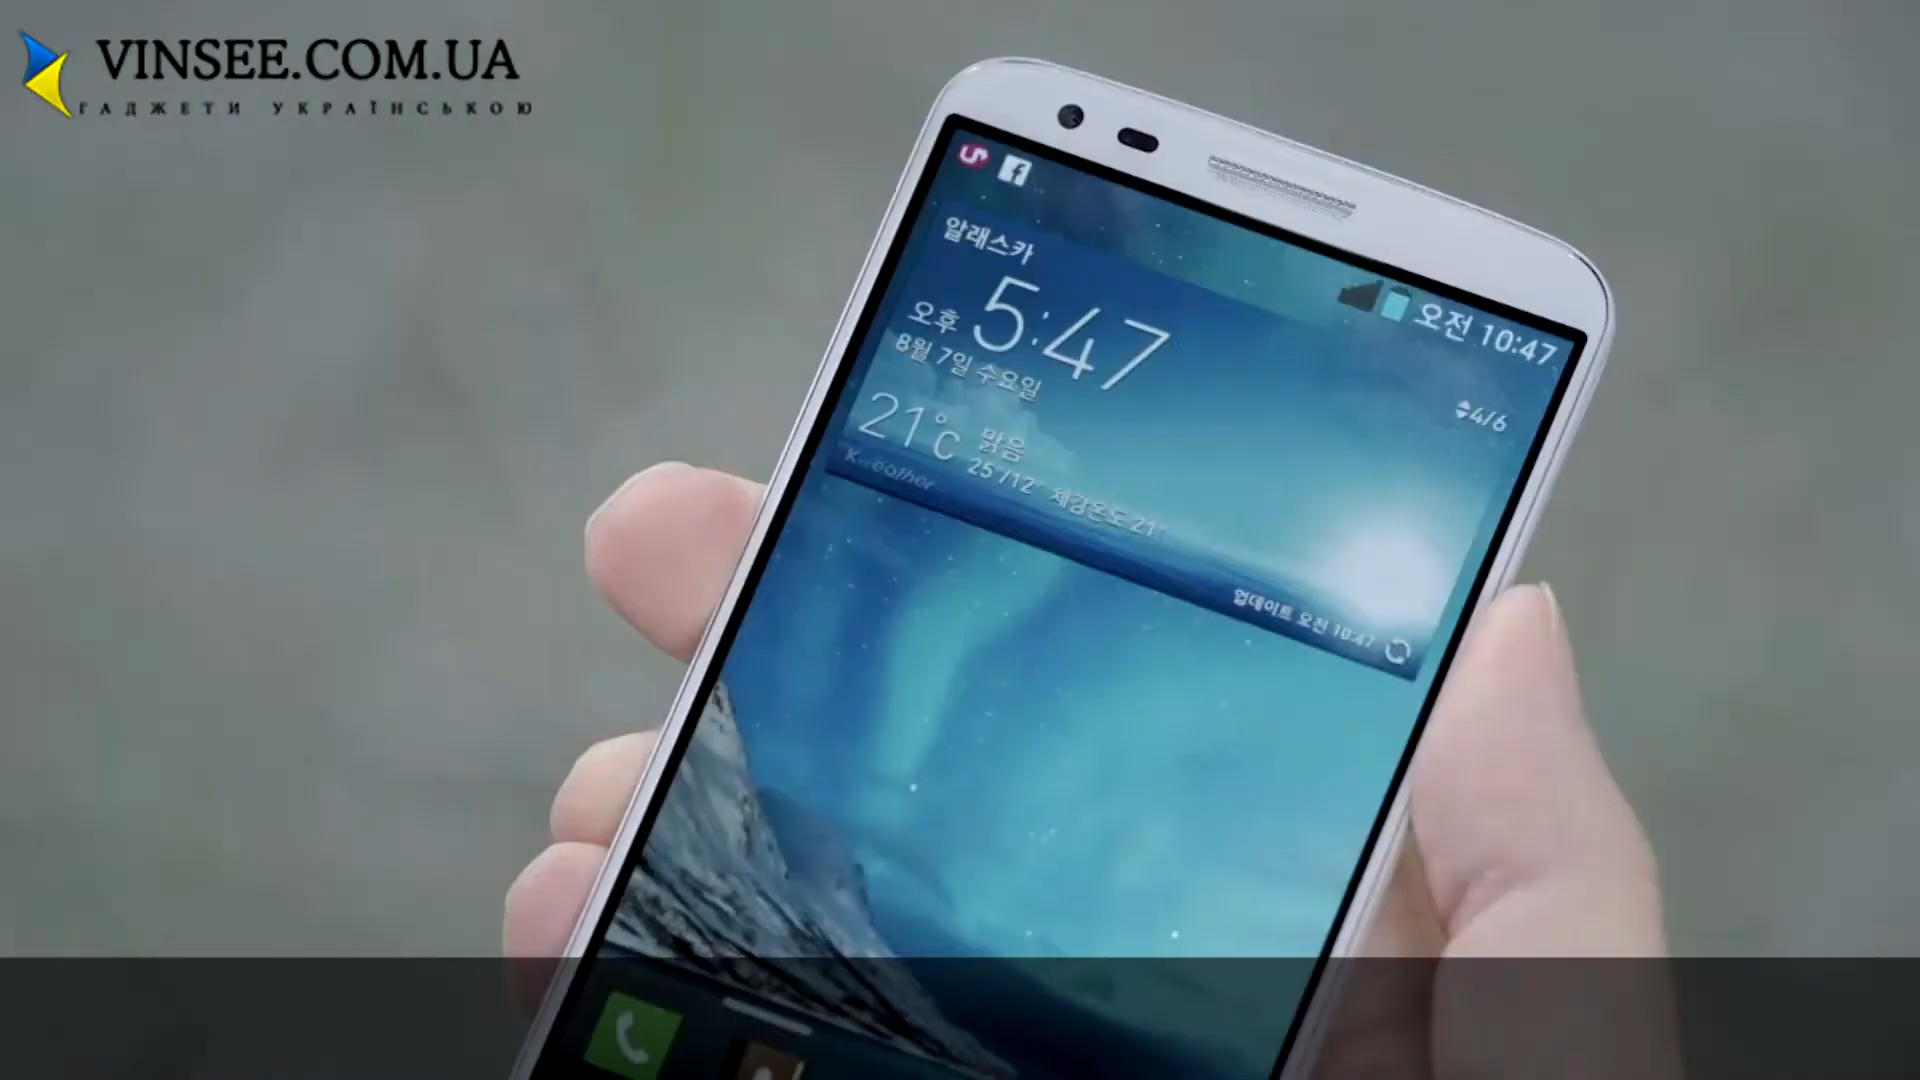 VINSEE.COM.UA
ГАДЖЕТИ УКРАЇНСЬКОЮ
오전 10:47
알래스카
오후 5:47
8월 7일 수요일
4/6
21°C 맑음
25°/12° 체감온도 21°
Kweather
업데이트 오전 10:47